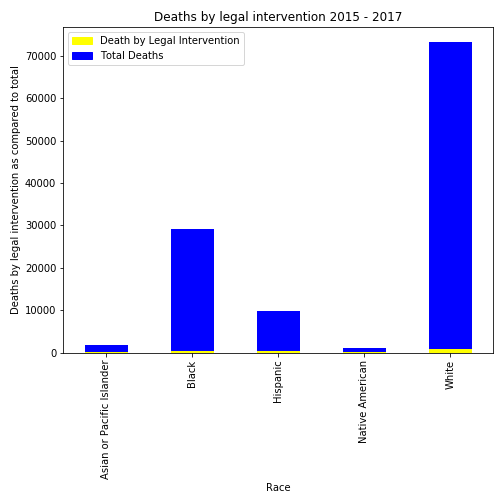 Deaths by legal intervention 2015 - 2017
Death by Legal Intervention
Total Deaths
Deaths by legal intervention as compared to total
70000
60000
50000
40000
30000
20000
10000
0
Asian or Pacific Islander
Black
Hispanic
Native American
White
Race